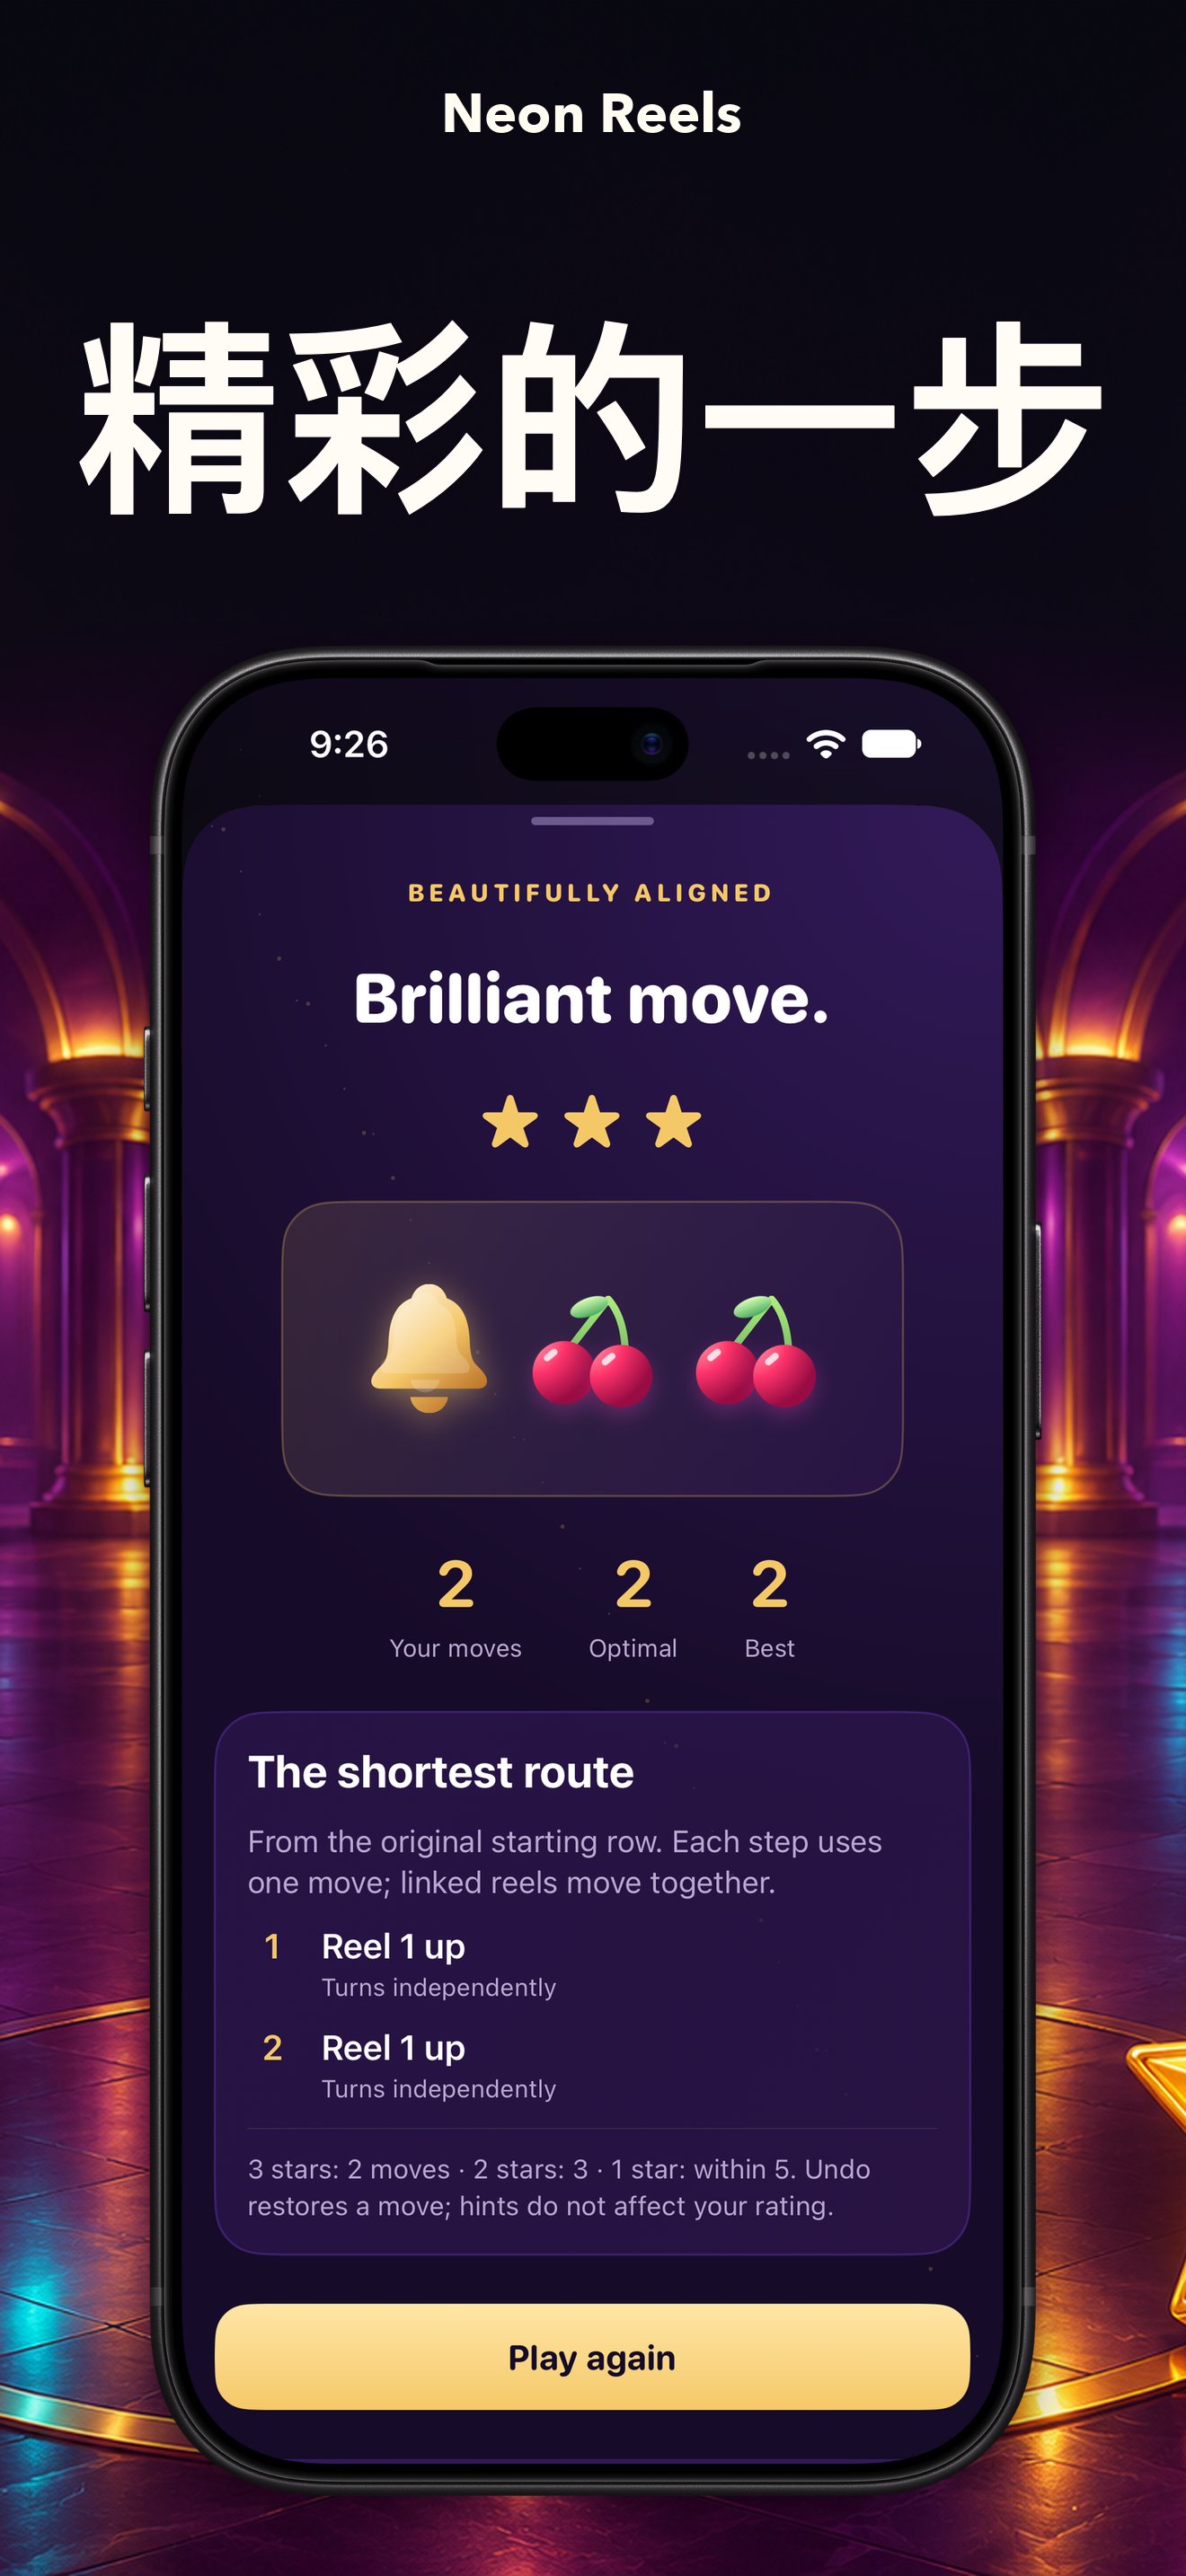 Neon Reels
精彩的一步
9:26
BEAUTIFULLY ALIGNED
Brilliant move.
2 2 2
Your moves Optimal Best
The shortest route
From the original starting row. Each step uses
one move; linked reels move together.
1 Reel 1 up
Turns independently
2 Reel 1 up
Turns independently
3 stars: 2 moves · 2 stars: 3 · 1 star: within 5. Undo
restores a move; hints do not affect your rating.
Play again